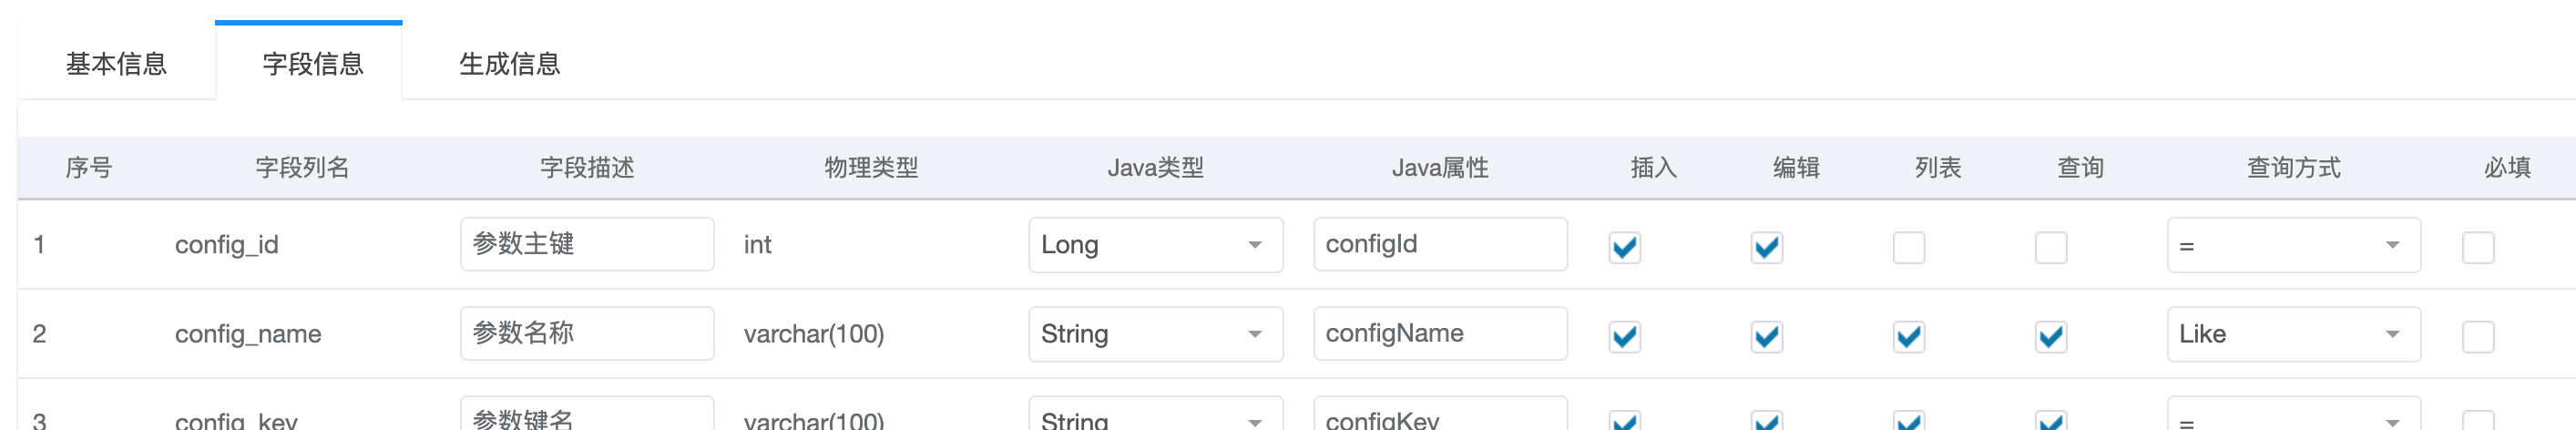 基本信息 字段信息 生成信息
序号 字段列名 字段描述 物理类型 Java类型 Java属性 插入 编辑 列表 查询 查询方式 必填
1 config_id 参数主键 int Long configId =
2 config_name 参数名称 varchar(100) String configName Like
3 config_key 参数键名 varchar(100) String configKey =